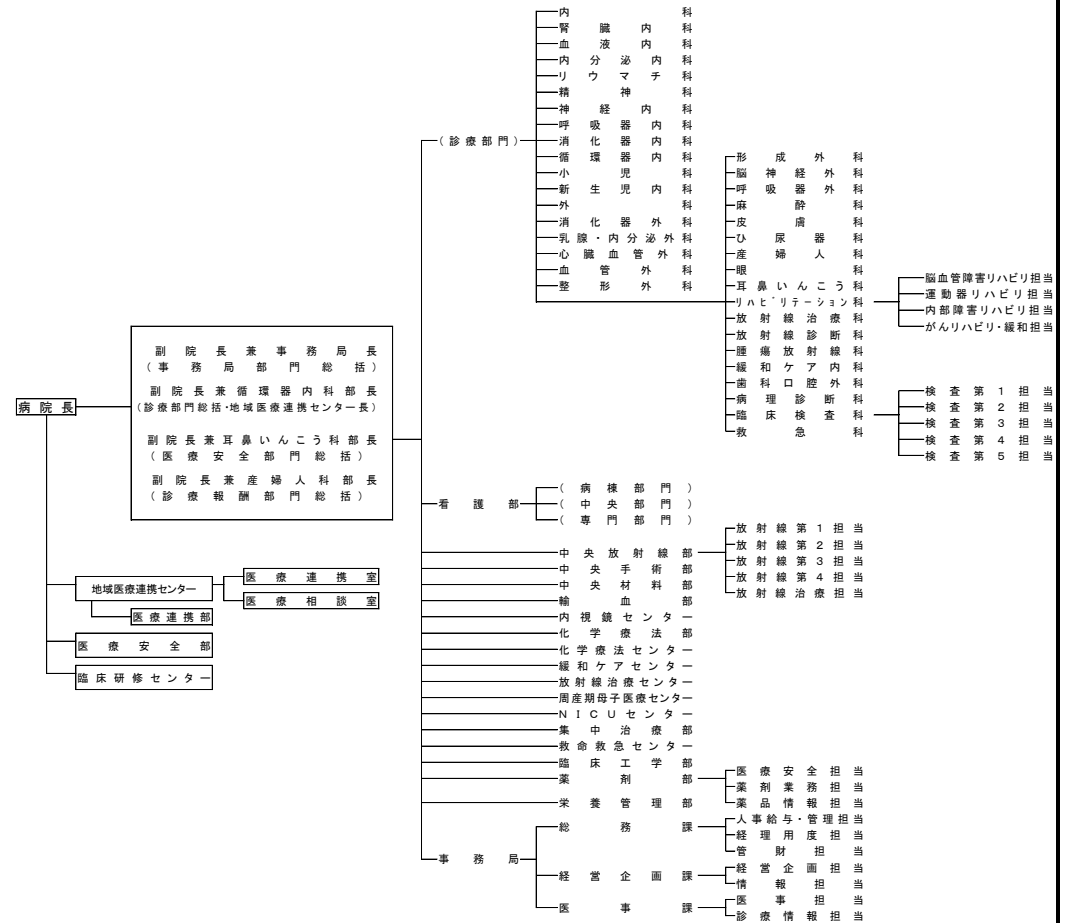 病院長
副院長兼事務局長
(事務局部門総括)
副院長兼循環器内科部長
(診療部門総括・地域医療連携センター長)
副院長兼耳鼻いんこう科部長
(医療安全部門総括)
副院長兼産婦人科部長
(診療報酬部門総括)
地域医療連携センター
医療連携室
医療相談室
医療連携部
医療安全部
臨床研修センター
(診療部門)
内科
腎臓内科
血液内科
内分泌内科
リウマチ科
精神科
神経内科
呼吸器内科
消化器内科
循環器内科
小児科
新生児内科
外科
消化器外科
乳腺・内分泌外科
心臓血管外科
血管外科
整形外科
形成外科
脳神経外科
呼吸器外科
麻酔科
皮膚科
ひ尿器科
産婦人科
眼科
耳鼻いんこう科
リハビリテーション科
放射線治療科
放射線診断科
腫瘍放射線科
緩和ケア内科
歯科口腔外科
病理診断科
臨床検査科
救急科
脳血管障害リハビリ担当
運動器リハビリ担当
内部障害リハビリ担当
がんリハビリ・緩和担当
検査第1担当
検査第2担当
検査第3担当
検査第4担当
検査第5担当
看護部
(病棟部門)
(中央部門)
(専門部門)
中央放射線部
放射線第1担当
放射線第2担当
放射線第3担当
放射線第4担当
放射線治療担当
中央手術部
中央材料部
輸血部
内視鏡センター
化学療法部
化学療法センター
緩和ケアセンター
放射線治療センター
周産期母子医療センター
NICUセンター
集中治療部
救命救急センター
臨床工学部
薬剤部
医療安全担当
薬剤業務担当
薬品情報担当
栄養管理部
事務局
総務課
人事給与・管理担当
経理用度担当
管財担当
経営企画課
経営企画担当
情報担当
医事課
医事担当
診療情報担当